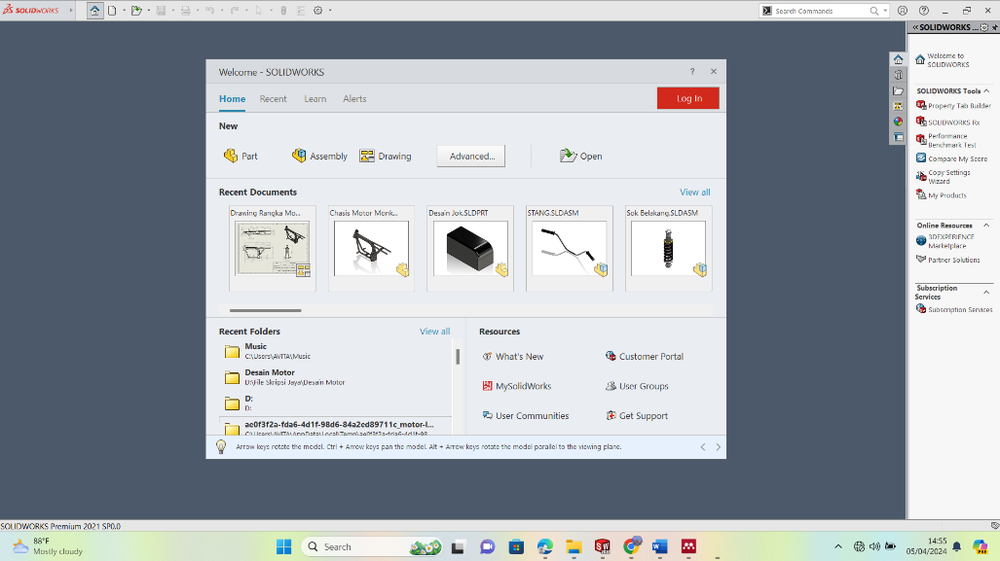 SOLIDWORKS
Search Commands
SOLIDWORKS ...
Welcome to
SOLIDWORKS
SOLIDWORKS Tools
Property Tab Builder
SOLIDWORKS Rx
Performance
Benchmark Test
Compare My Score
Copy Settings
Wizard
My Products
Online Resources
3DEXPERIENCE
Marketplace
Partner Solutions
Subscription
Services
Subscription Services
Welcome - SOLIDWORKS
Home Recent Learn Alerts
Log In
New
Part Assembly Drawing Advanced... Open
Recent Documents View all
Drawing Rangka Mo... Chasis Motor Monk... Desain Jok.SLDPRT STANG.SLDASM Sok Belakang.SLDASM
Recent Folders View all
Music
C:\Users\AVITA\Music
Desain Motor
D:\File Skripsi Jaya\Desain Motor
D:
D:
ae0f3f2a-fda6-4d1f-98d6-84a2ed89711c_motor-l...
C:\Users\AVITA\AppData\Local\Temp\ae0f3f2a-fda6-4d1f-98...
Resources
What's New Customer Portal
MySolidWorks User Groups
User Communities Get Support
Arrow keys rotate the model. Ctrl + Arrow keys pan the model. Alt + Arrow keys rotate the model parallel to the viewing plane.
SOLIDWORKS Premium 2021 SP0.0
88°F
Mostly cloudy
Search
14:55
05/04/2024